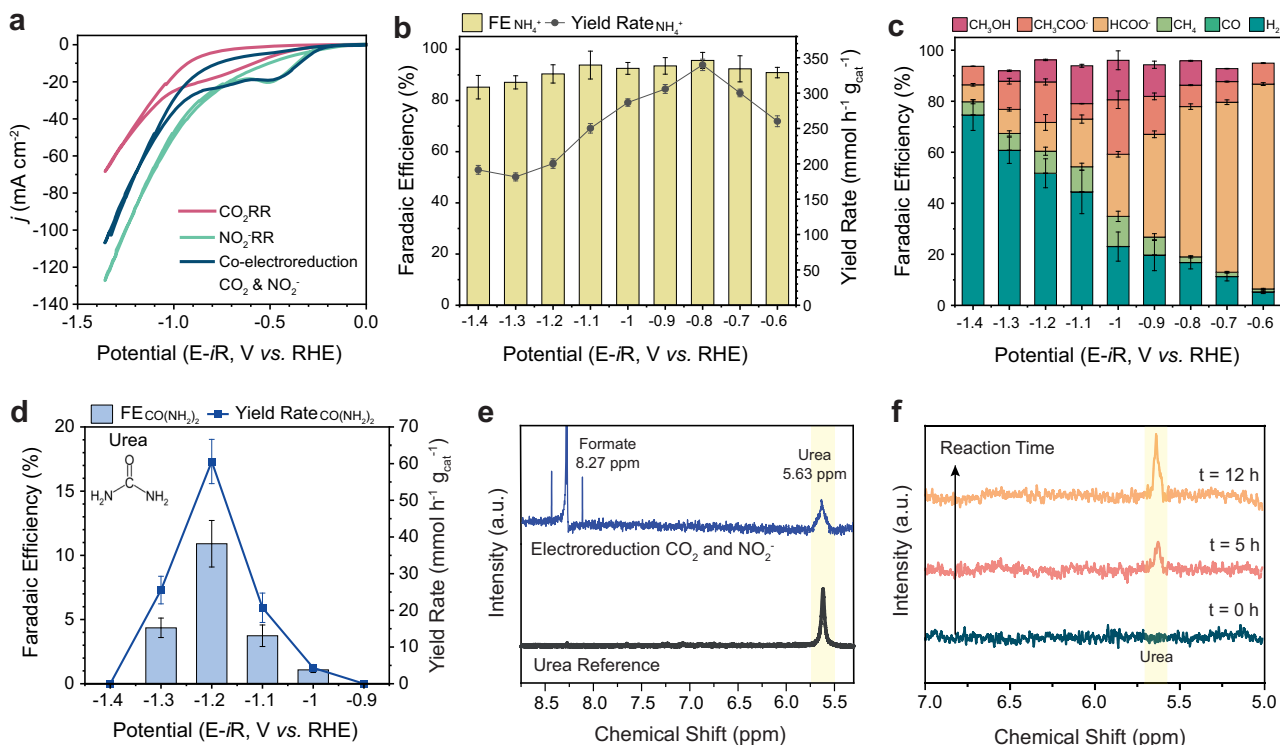 a
0
-20
-40
-60
-80
-100
-120
-140
j (mA cm⁻²)
CO₂RR
NO₂⁻RR
Co-electroreduction
CO₂ & NO₂⁻
-1.5 -1.0 -0.5 0.0
Potential (E-iR, V vs. RHE)
b
FE NH₄⁺ Yield Rate NH₄⁺
100
80
60
40
20
0
Faradaic Efficiency (%)
350
300
250
200
150
100
50
0
Yield Rate (mmol h⁻¹ gcat⁻¹)
-1.4 -1.3 -1.2 -1.1 -1 -0.9 -0.8 -0.7 -0.6
Potential (E-iR, V vs. RHE)
c
CH₃OH CH₃COO⁻ HCOO⁻ CH₄ CO H₂
100
80
60
40
20
0
Faradaic Efficiency (%)
-1.4 -1.3 -1.2 -1.1 -1 -0.9 -0.8 -0.7 -0.6
Potential (E-iR, V vs. RHE)
d
FE CO(NH₂)₂ Yield Rate CO(NH₂)₂
20
15
10
5
0
Faradaic Efficiency (%)
Urea
O
H₂N NH₂
70
60
50
40
30
20
10
0
Yield Rate (mmol h⁻¹ gcat⁻¹)
-1.4 -1.3 -1.2 -1.1 -1 -0.9
Potential (E-iR, V vs. RHE)
e
Intensity (a.u.)
Formate
8.27 ppm
Urea
5.63 ppm
Electroreduction CO₂ and NO₂⁻
Urea Reference
8.5 8.0 7.5 7.0 6.5 6.0 5.5
Chemical Shift (ppm)
f
Intensity (a.u.)
Reaction Time
t = 12 h
t = 5 h
t = 0 h
Urea
7.0 6.5 6.0 5.5 5.0
Chemical Shift (ppm)